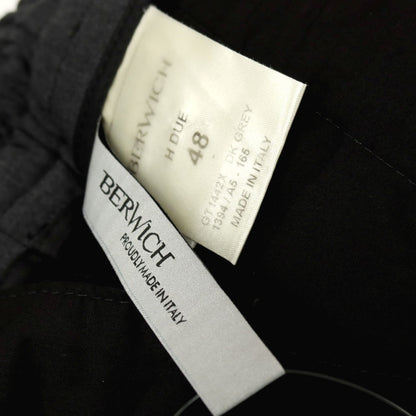 BERWICH
H DUE
48
GT1442X DK GREY
1394 / A5 - 165
MADE IN ITALY
BERWICH
PROUDLY MADE IN ITALY